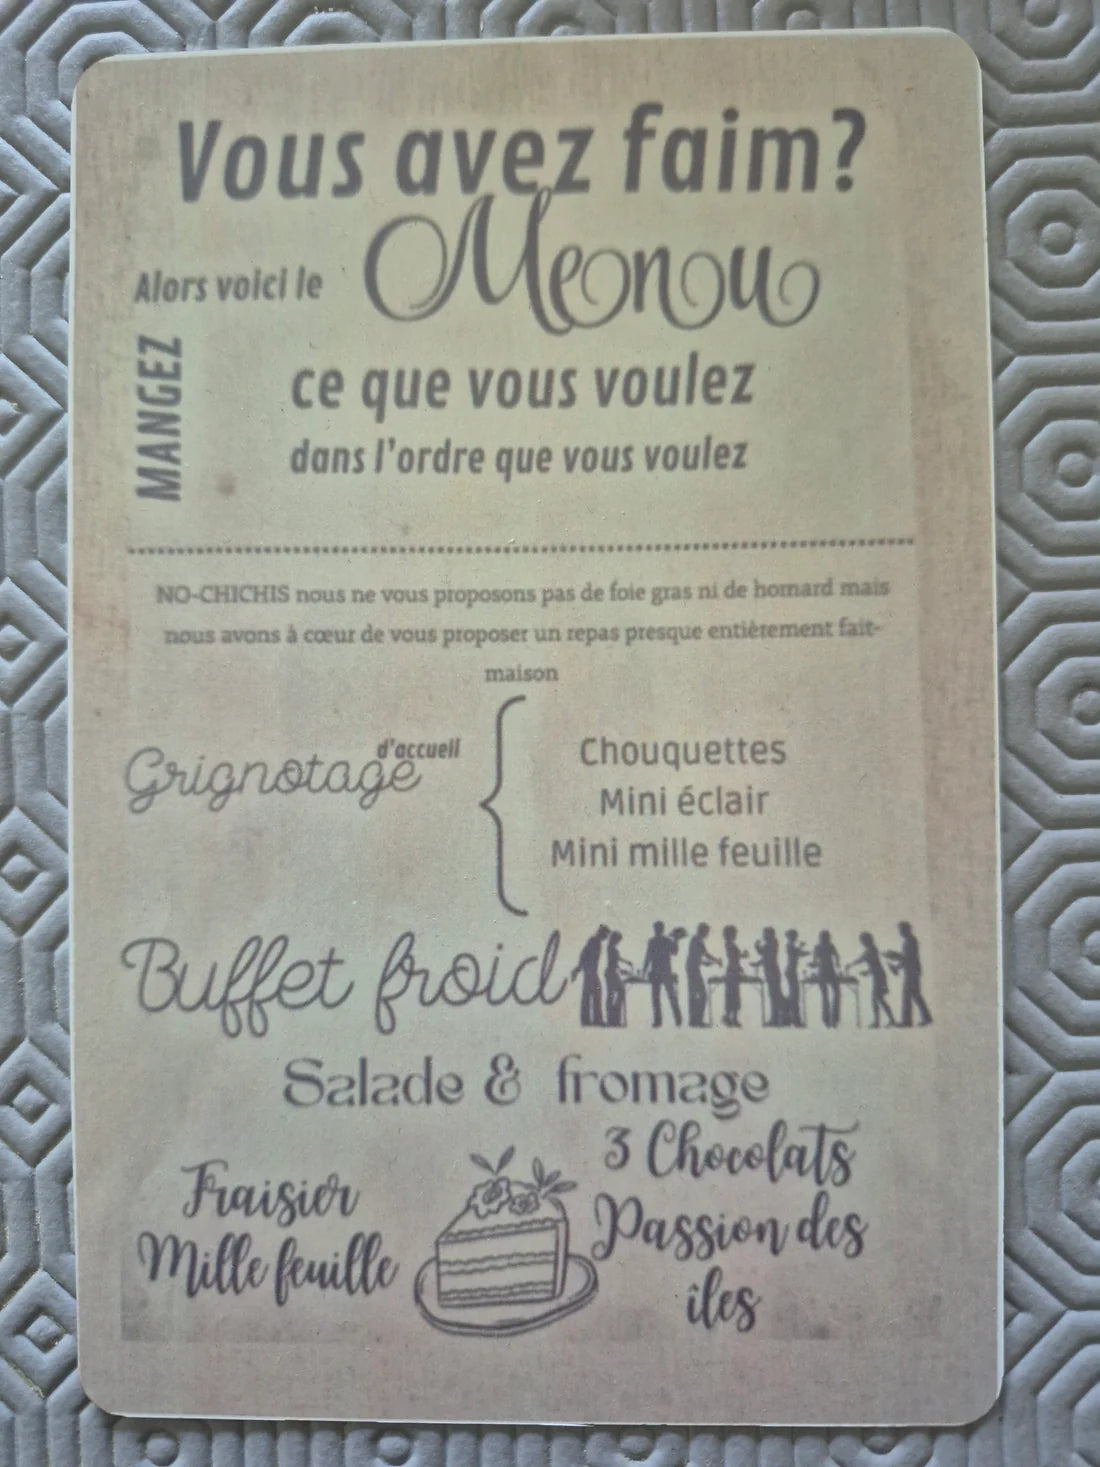 Vous avez faim?
Alors voici le Menou
MANGEZ
ce que vous voulez
dans l'ordre que vous voulez
NO-CHICHIS nous ne vous proposons pas de foie gras ni de homard mais
nous avons à cœur de vous proposer un repas presque entièrement fait-
maison
Grignotage d'accueil
Chouquettes
Mini éclair
Mini mille feuille
Buffet froid
Salade & fromage
Fraisier
Mille feuille
3 Chocolats
Passion des
îles